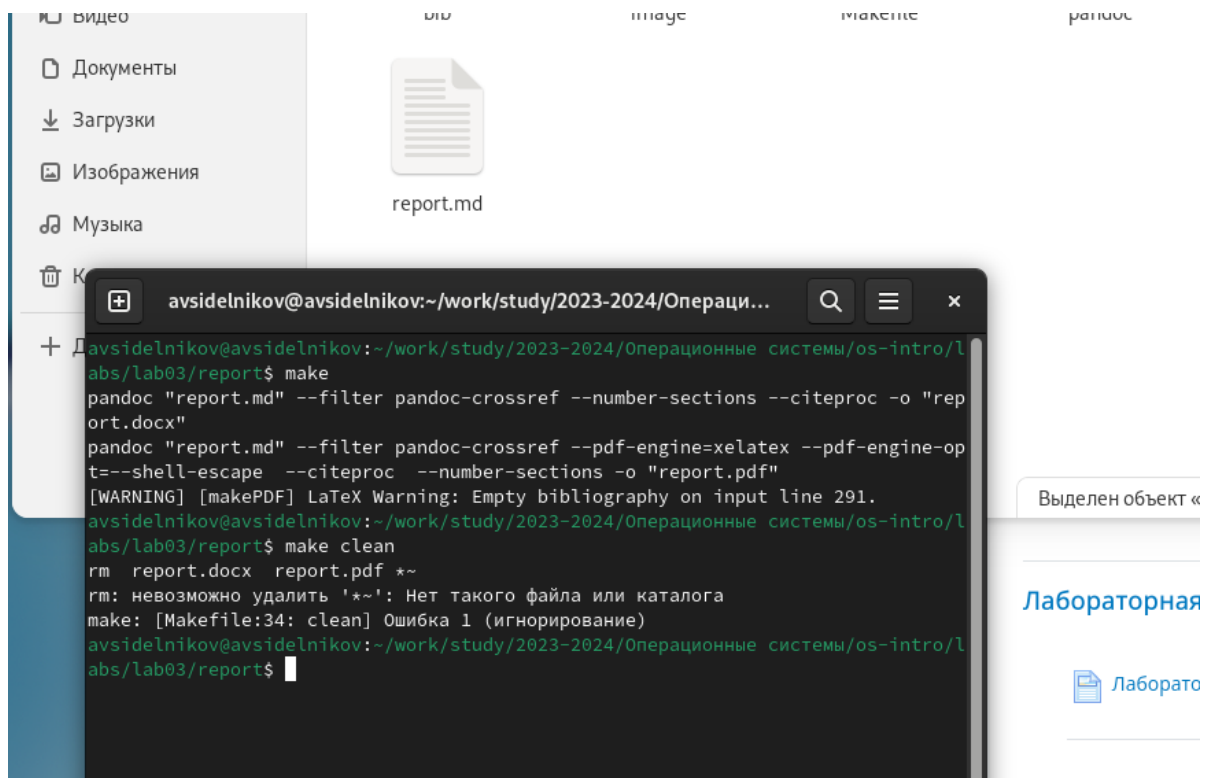 Видео
bib
image
Makefile
pandoc
Документы
Загрузки
report.md
Изображения
Музыка
avsidelnikov@avsidelnikov:~/work/study/2023-2024/Операци...
avsidelnikov@avsidelnikov:~/work/study/2023-2024/Операционные системы/os-intro/l
abs/lab03/report$ make
pandoc "report.md" --filter pandoc-crossref --number-sections --citeproc -o "rep
ort.docx"
pandoc "report.md" --filter pandoc-crossref --pdf-engine=xelatex --pdf-engine-op
t=--shell-escape  --citeproc  --number-sections -o "report.pdf"
[WARNING] [makePDF] LaTeX Warning: Empty bibliography on input line 291.
avsidelnikov@avsidelnikov:~/work/study/2023-2024/Операционные системы/os-intro/l
abs/lab03/report$ make clean
rm  report.docx  report.pdf *~
rm: невозможно удалить '*~': Нет такого файла или каталога
make: [Makefile:34: clean] Ошибка 1 (игнорирование)
avsidelnikov@avsidelnikov:~/work/study/2023-2024/Операционные системы/os-intro/l
abs/lab03/report$
Выделен объект «
Лабораторная
Лаборато